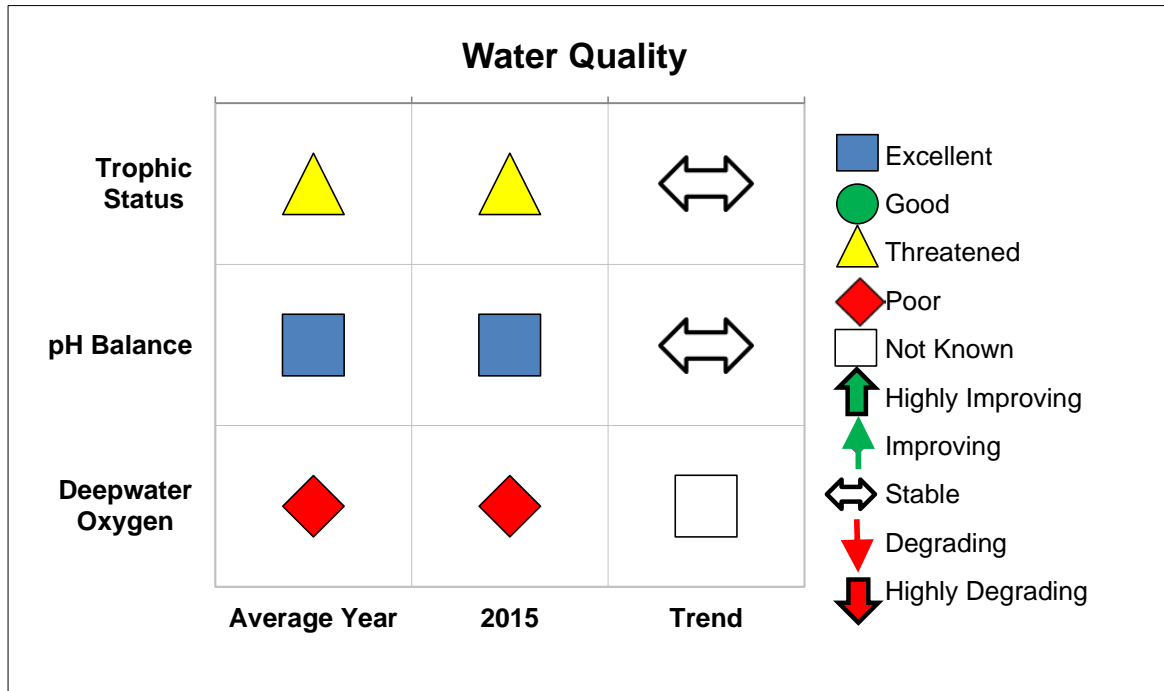 Water Quality
Trophic
Status
pH Balance
Deepwater
Oxygen
Average Year
2015
Trend
Excellent
Good
Threatened
Poor
Not Known
Highly Improving
Improving
Stable
Degrading
Highly Degrading